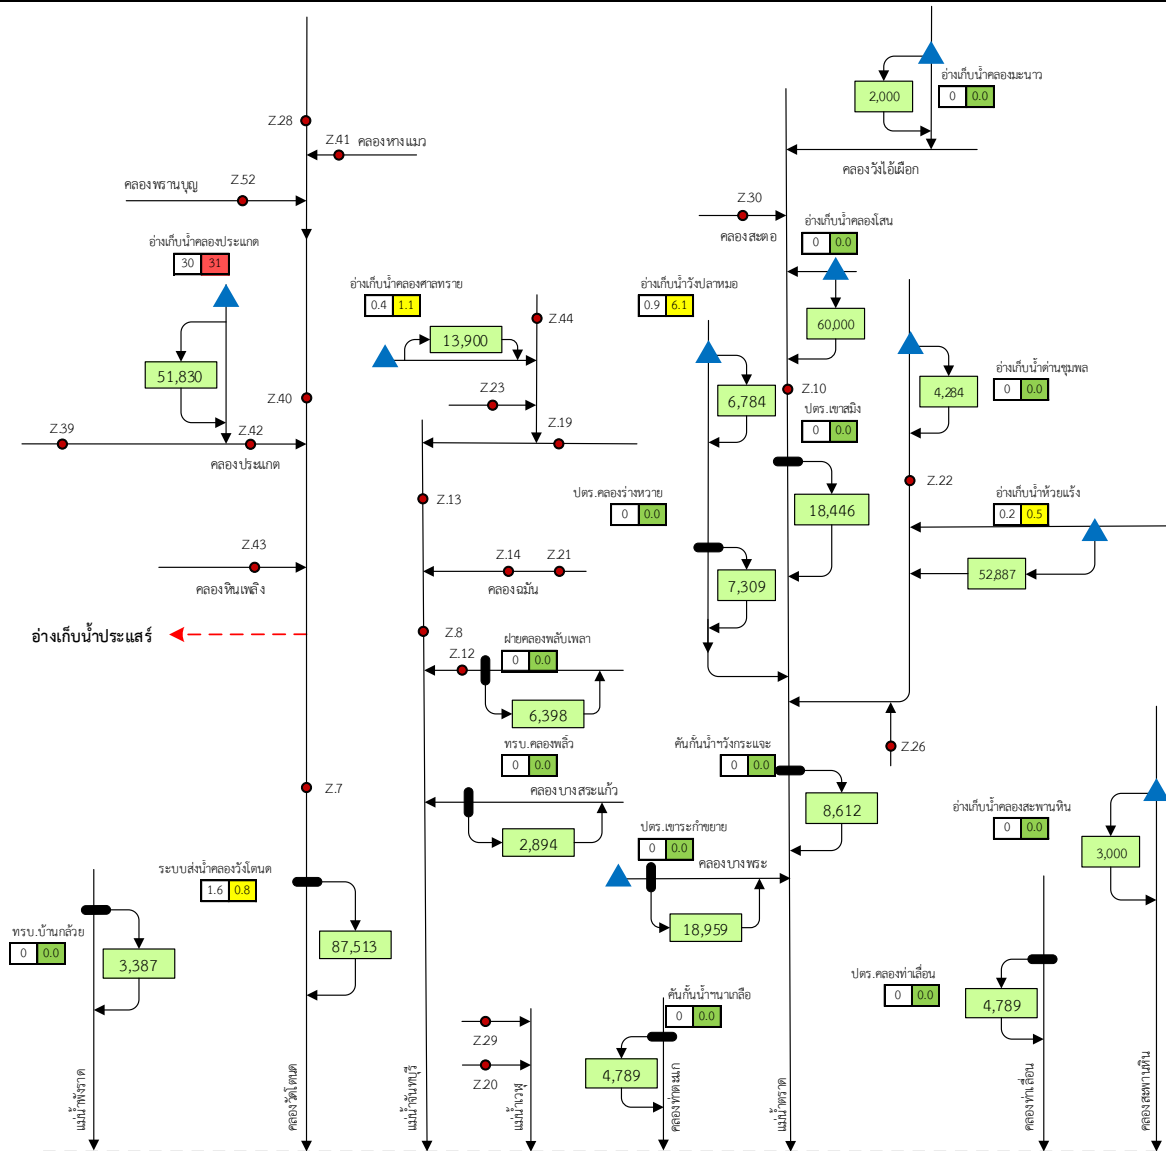 อ่างเก็บน้ำคลองมะนาว
2,000
0 0.0
Z.28
Z.41 คลองหางแมว
คลองวังไอ้เผือก
Z.52
คลองพรานบุญ
Z.30
คลองสะตอ
อ่างเก็บน้ำคลองโสน
0 0.0
อ่างเก็บน้ำคลองประแกด
30 31
อ่างเก็บน้ำคลองศาลทราย
0.4 1.1
อ่างเก็บน้ำวังปลาหมอ
0.9 6.1
Z.44
13,900
60,000
51,830
Z.40
Z.23
6,784
Z.10
4,284
อ่างเก็บน้ำด่านชุมพล
0 0.0
ปตร.เขาสมิง
0 0.0
Z.39
Z.42
คลองประแกต
Z.19
Z.13
ปตร.คลองร่างหวาย
0 0.0
18,446
Z.22
อ่างเก็บน้ำห้วยแร้ง
0.2 0.5
Z.43
คลองหินเพลิง
Z.14
Z.21
คลองฉมัน
7,309
52,887
อ่างเก็บน้ำประแสร์
Z.8
Z.12
ฝายคลองพลับเพลา
0 0.0
6,398
ทรบ.คลองพลิ้ว
0 0.0
คันกั้นน้ำฯวังกระแจะ
0 0.0
Z.26
Z.7
คลองบางสระแก้ว
2,894
8,612
อ่างเก็บน้ำคลองสะพานหิน
0 0.0
3,000
ปตร.เขาระกำขยาย
0 0.0
คลองบางพระ
18,959
ระบบส่งน้ำคลองวังโตนด
1.6 0.8
87,513
ทรบ.บ้านกล้วย
0 0.0
3,387
ปตร.คลองท่าเลื่อน
0 0.0
4,789
คันกั้นน้ำฯนาเกลือ
0 0.0
4,789
Z.29
Z.20
แม่น้ำพังราด
คลองวังโตนด
แม่น้ำจันทบุรี
แม่น้ำเวฬุ
คลองท่าตะแก
แม่น้ำตราด
คลองท่าเลื่อน
คลองสะพานหิน